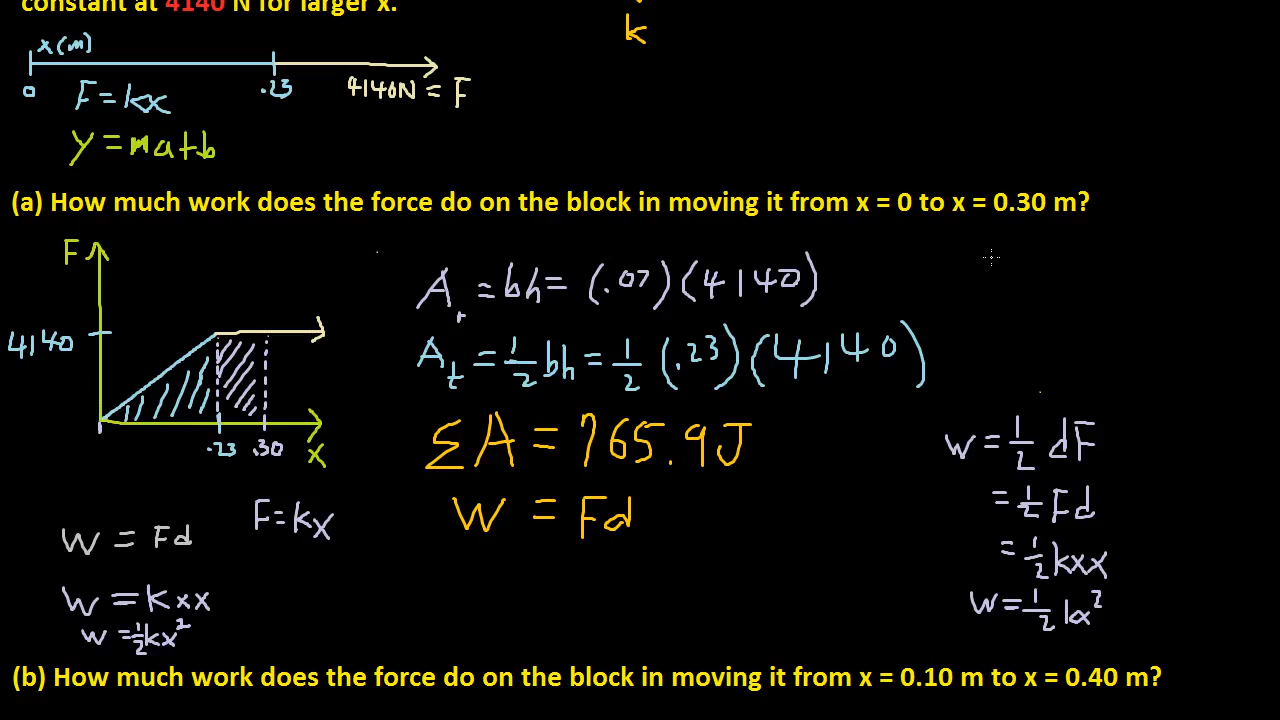 constant at 4140 N for larger x.
k
x(m)
0 .23 4140N = F
F = kx
y = matb
(a) How much work does the force do on the block in moving it from x = 0 to x = 0.30 m?
F
4140
.23 .30 x
Ar = bh = (.07)(4140)
At = 1/2 bh = 1/2 (.23)(4140)
ΣA = 765.9J
W = Fd
F = kx
W = Fd
W = kxx
W = 1/2 kx²
W = 1/2 dF
= 1/2 Fd
= 1/2 kxx
W = 1/2 kx²
(b) How much work does the force do on the block in moving it from x = 0.10 m to x = 0.40 m?